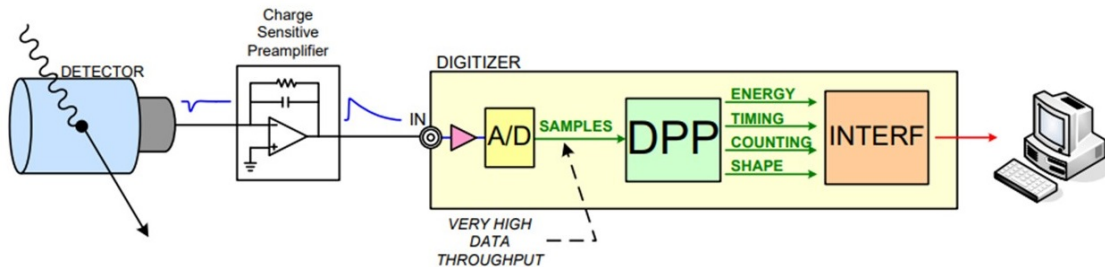 Charge
Sensitive
Preamplifier
DETECTOR
DIGITIZER
IN
A/D
SAMPLES
DPP
ENERGY
TIMING
COUNTING
SHAPE
INTERF
VERY HIGH
DATA
THROUGHPUT